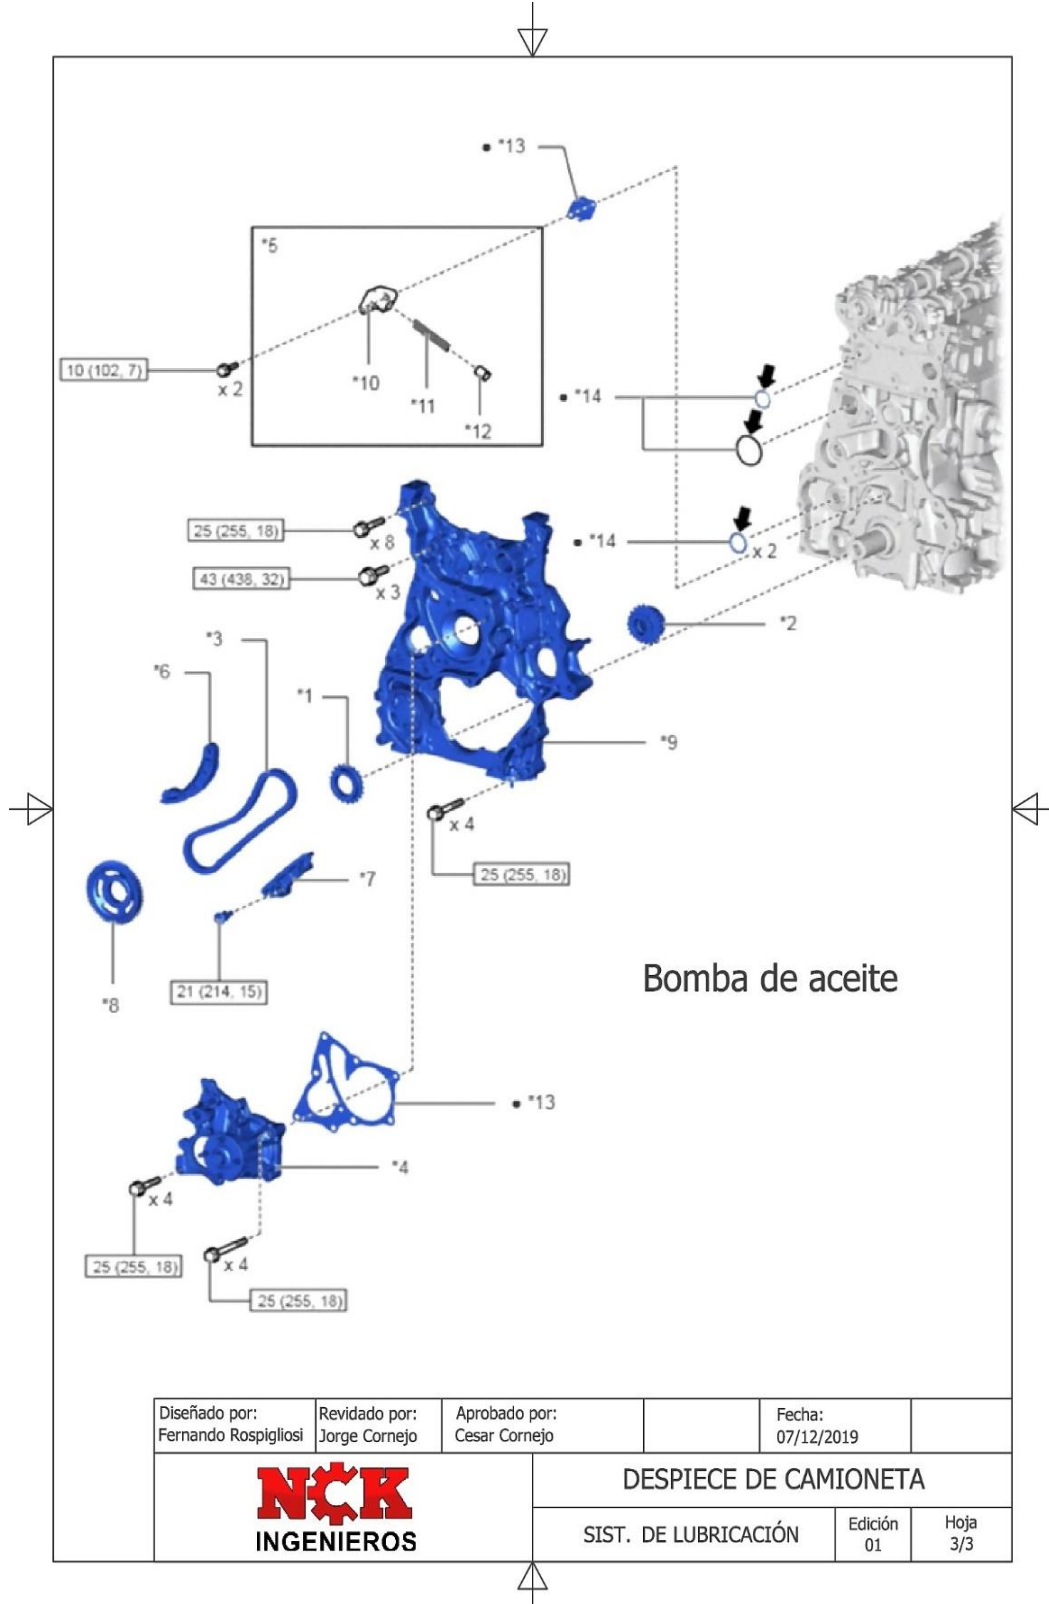 • *13
*5
10 (102, 7)
x 2
*10
*11
*12
• *14
25 (255, 18)
x 8
• *14
x 2
43 (438, 32)
x 3
*2
*3
*6
*1
*9
x 4
25 (255, 18)
*7
*8
21 (214, 15)
Bomba de aceite
• *13
*4
x 4
25 (255, 18)
x 4
25 (255, 18)
Diseñado por:
Fernando Rospigliosi
Revidado por:
Jorge Cornejo
Aprobado por:
Cesar Cornejo
Fecha:
07/12/2019
NCK
INGENIEROS
DESPIECE DE CAMIONETA
SIST. DE LUBRICACIÓN
Edición
01
Hoja
3/3